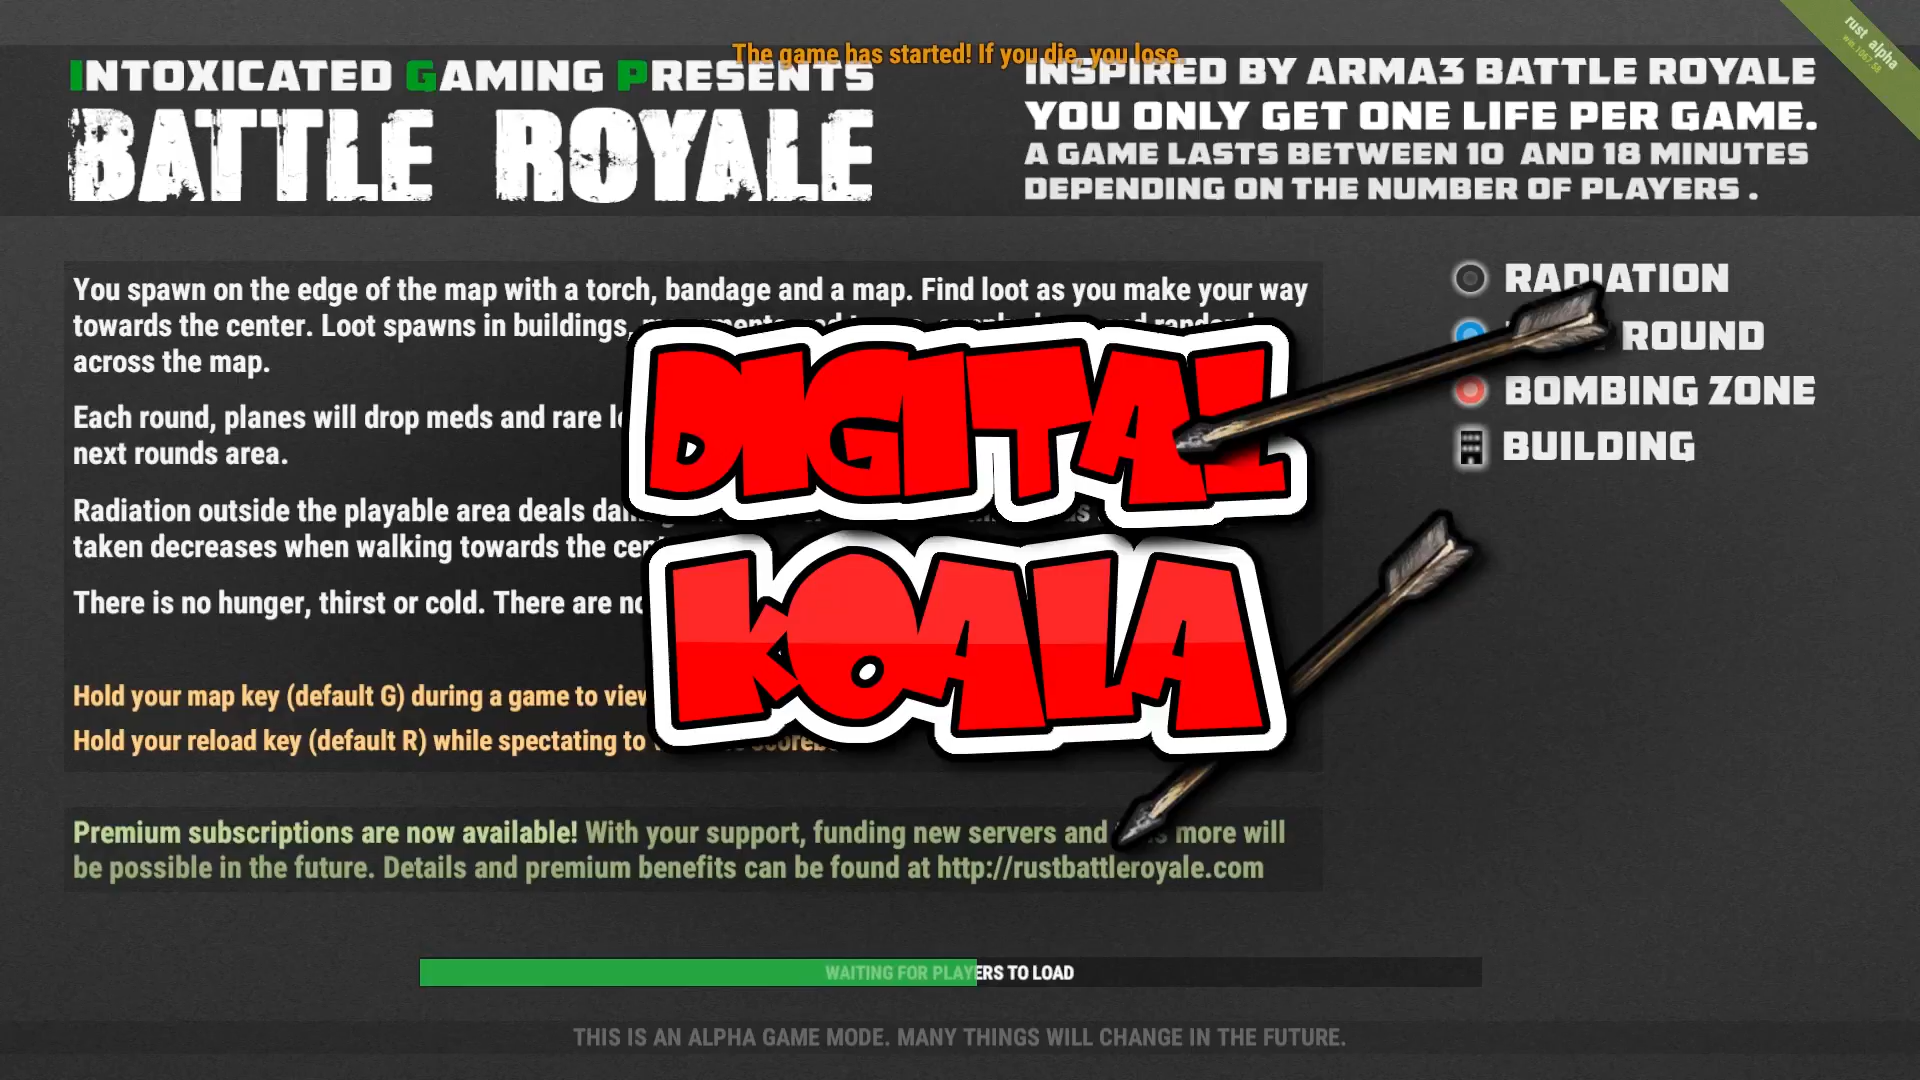 The game has started! If you die, you lose.
INTOXICATED GAMING PRESENTS
BATTLE ROYALE
INSPIRED BY ARMA3 BATTLE ROYALE
YOU ONLY GET ONE LIFE PER GAME.
A GAME LASTS BETWEEN 10 AND 18 MINUTES
DEPENDING ON THE NUMBER OF PLAYERS .
rust alpha
You spawn on the edge of the map with a torch, bandage and a map. Find loot as you make your way
towards the center. Loot spawns in buildings,
across the map.
Each round, planes will drop meds and rare
next rounds area.
Radiation outside the playable area deals
taken decreases when walking towards the
There is no hunger, thirst or cold. There are
Hold your map key (default G) during a game to view
Hold your reload key (default R) while spectating to
RADIATION
ROUND
BOMBING ZONE
BUILDING
DIGITAL
KOALA
Premium subscriptions are now available! With your support, funding new servers and more will
be possible in the future. Details and premium benefits can be found at http://rustbattleroyale.com
WAITING FOR PLAYERS TO LOAD
THIS IS AN ALPHA GAME MODE. MANY THINGS WILL CHANGE IN THE FUTURE.